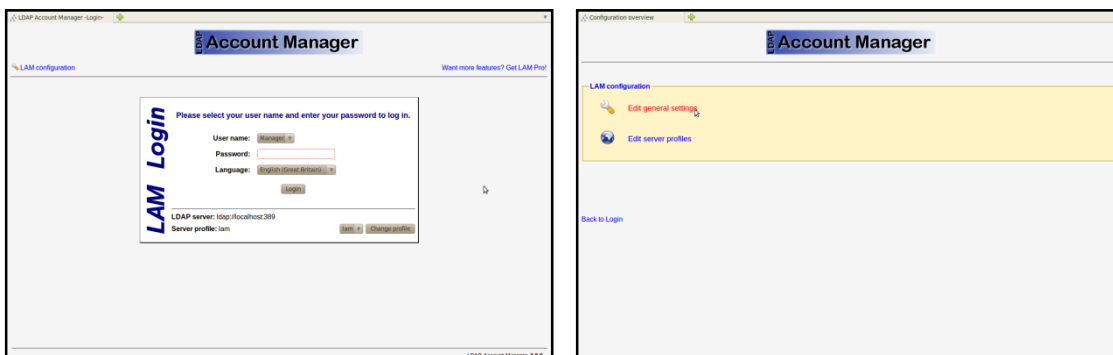 LDAP Account Manager -Login-
LDAP Account Manager
LAM configuration
Want more features? Get LAM Pro!
LAM Login
Please select your user name and enter your password to log in.
User name: Manager
Password:
Language: English (Great Britain)
Login
LDAP server: ldap://localhost:389
Server profile: lam
lam Change profile
Configuration overview
LDAP Account Manager
LAM configuration
Edit general settings
Edit server profiles
Back to Login